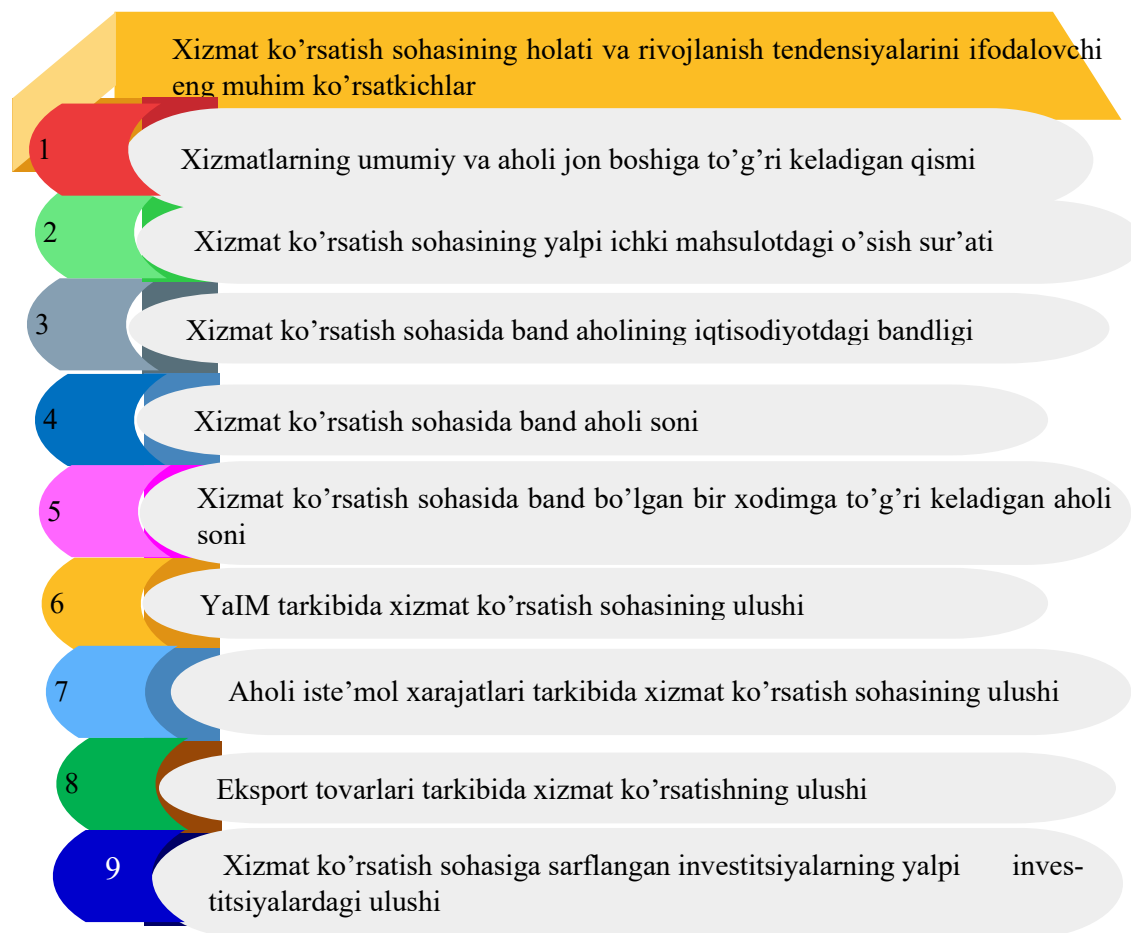 Xizmat ko’rsatish sohasining holati va rivojlanish tendensiyalarini ifodalovchi
eng muhim ko’rsatkichlar
1
Xizmatlarning umumiy va aholi jon boshiga to’g’ri keladigan qismi
2
Xizmat ko’rsatish sohasining yalpi ichki mahsulotdagi o’sish sur’ati
3
Xizmat ko’rsatish sohasida band aholining iqtisodiyotdagi bandligi
4
Xizmat ko’rsatish sohasida band aholi soni
5
Xizmat ko’rsatish sohasida band bo’lgan bir xodimga to’g’ri keladigan aholi
soni
6
YaIM tarkibida xizmat ko’rsatish sohasining ulushi
7
Aholi iste’mol xarajatlari tarkibida xizmat ko’rsatish sohasining ulushi
8
Eksport tovarlari tarkibida xizmat ko’rsatishning ulushi
9
Xizmat ko’rsatish sohasiga sarflangan investitsiyalarning yalpi inves-
titsiyalardagi ulushi